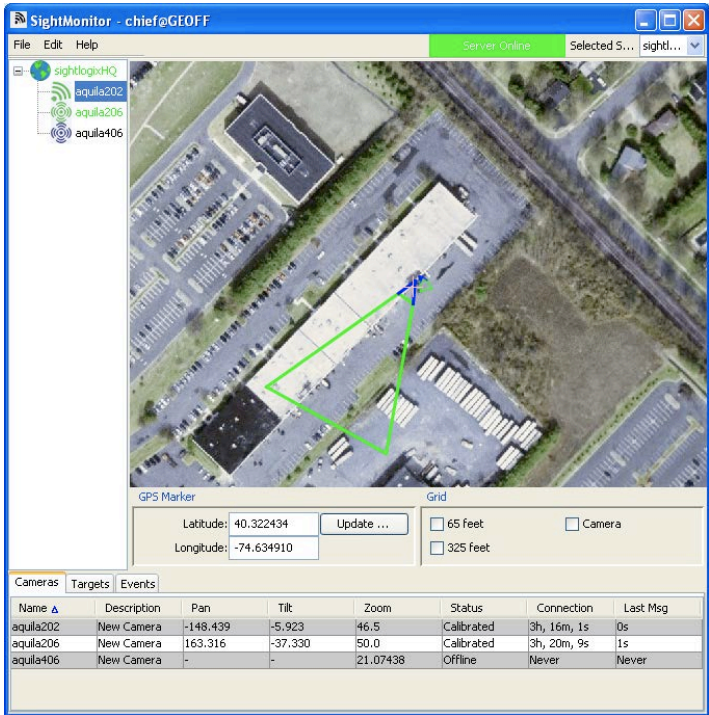 SightMonitor - chief@GEOFF
File Edit Help Server Online Selected S... sightl...
sightlogixHQ
aquila202
aquila206
aquila406
GPS Marker Grid
Latitude: 40.322434 Update ... 65 feet Camera
Longitude: -74.634910 325 feet
Cameras Targets Events
Name Description Pan Tilt Zoom Status Connection Last Msg
aquila202 New Camera -148.439 -5.923 46.5 Calibrated 3h, 16m, 1s 0s
aquila206 New Camera 163.316 -37.330 50.0 Calibrated 3h, 20m, 9s 1s
aquila406 New Camera - - 21.07438 Offline Never Never